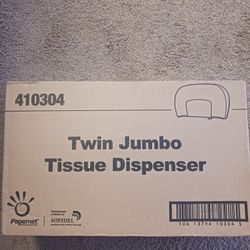 410304
Twin Jumbo
Tissue Dispenser
Papernet
SOFIDEL